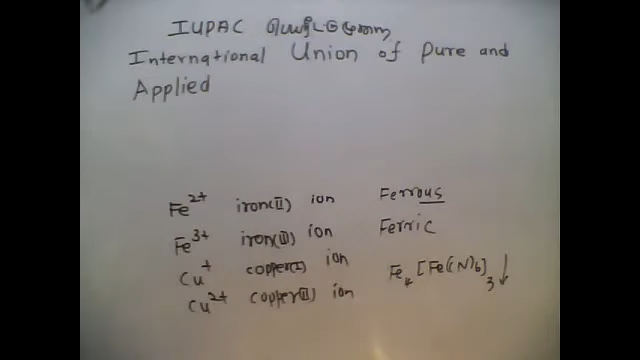 IUPAC பெயரீட்டுமுறை
International Union of Pure and
Applied
Fe²⁺ iron(II) ion Ferrous
Fe³⁺ iron(III) ion Ferric
Cu⁺ copper(I) ion
Cu²⁺ copper(II) ion
Fe₄[Fe(CN)₆]₃↓